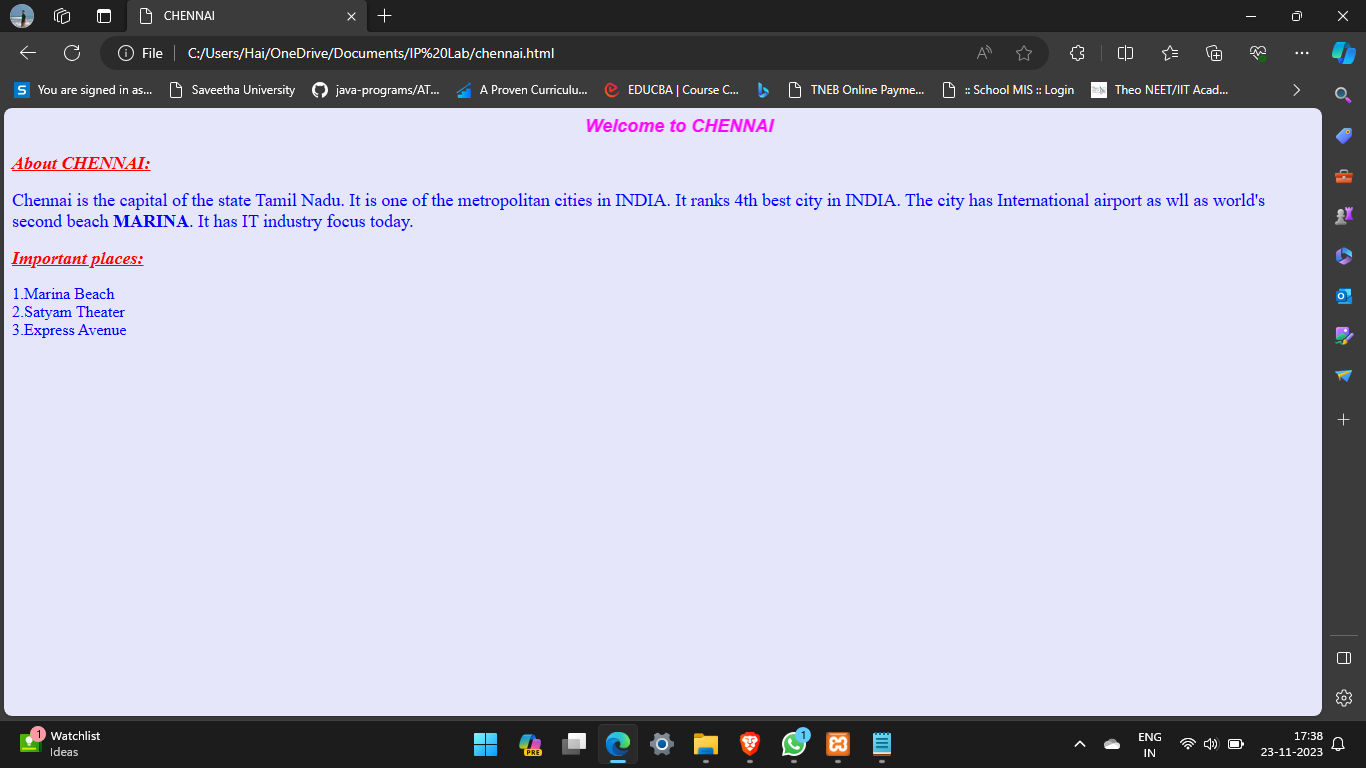 CHENNAI
File
C:/Users/Hai/OneDrive/Documents/IP%20Lab/chennai.html
You are signed in as...
Saveetha University
java-programs/AT...
A Proven Curriculu...
EDUCBA | Course C...
TNEB Online Payme...
:: School MIS :: Login
Theo NEET/IIT Acad...
Welcome to CHENNAI
About CHENNAI:
Chennai is the capital of the state Tamil Nadu. It is one of the metropolitan cities in INDIA. It ranks 4th best city in INDIA. The city has International airport as wll as world's
second beach MARINA. It has IT industry focus today.
Important places:
1.Marina Beach
2.Satyam Theater
3.Express Avenue
1
Watchlist
Ideas
PRE
1
ENG
IN
17:38
23-11-2023